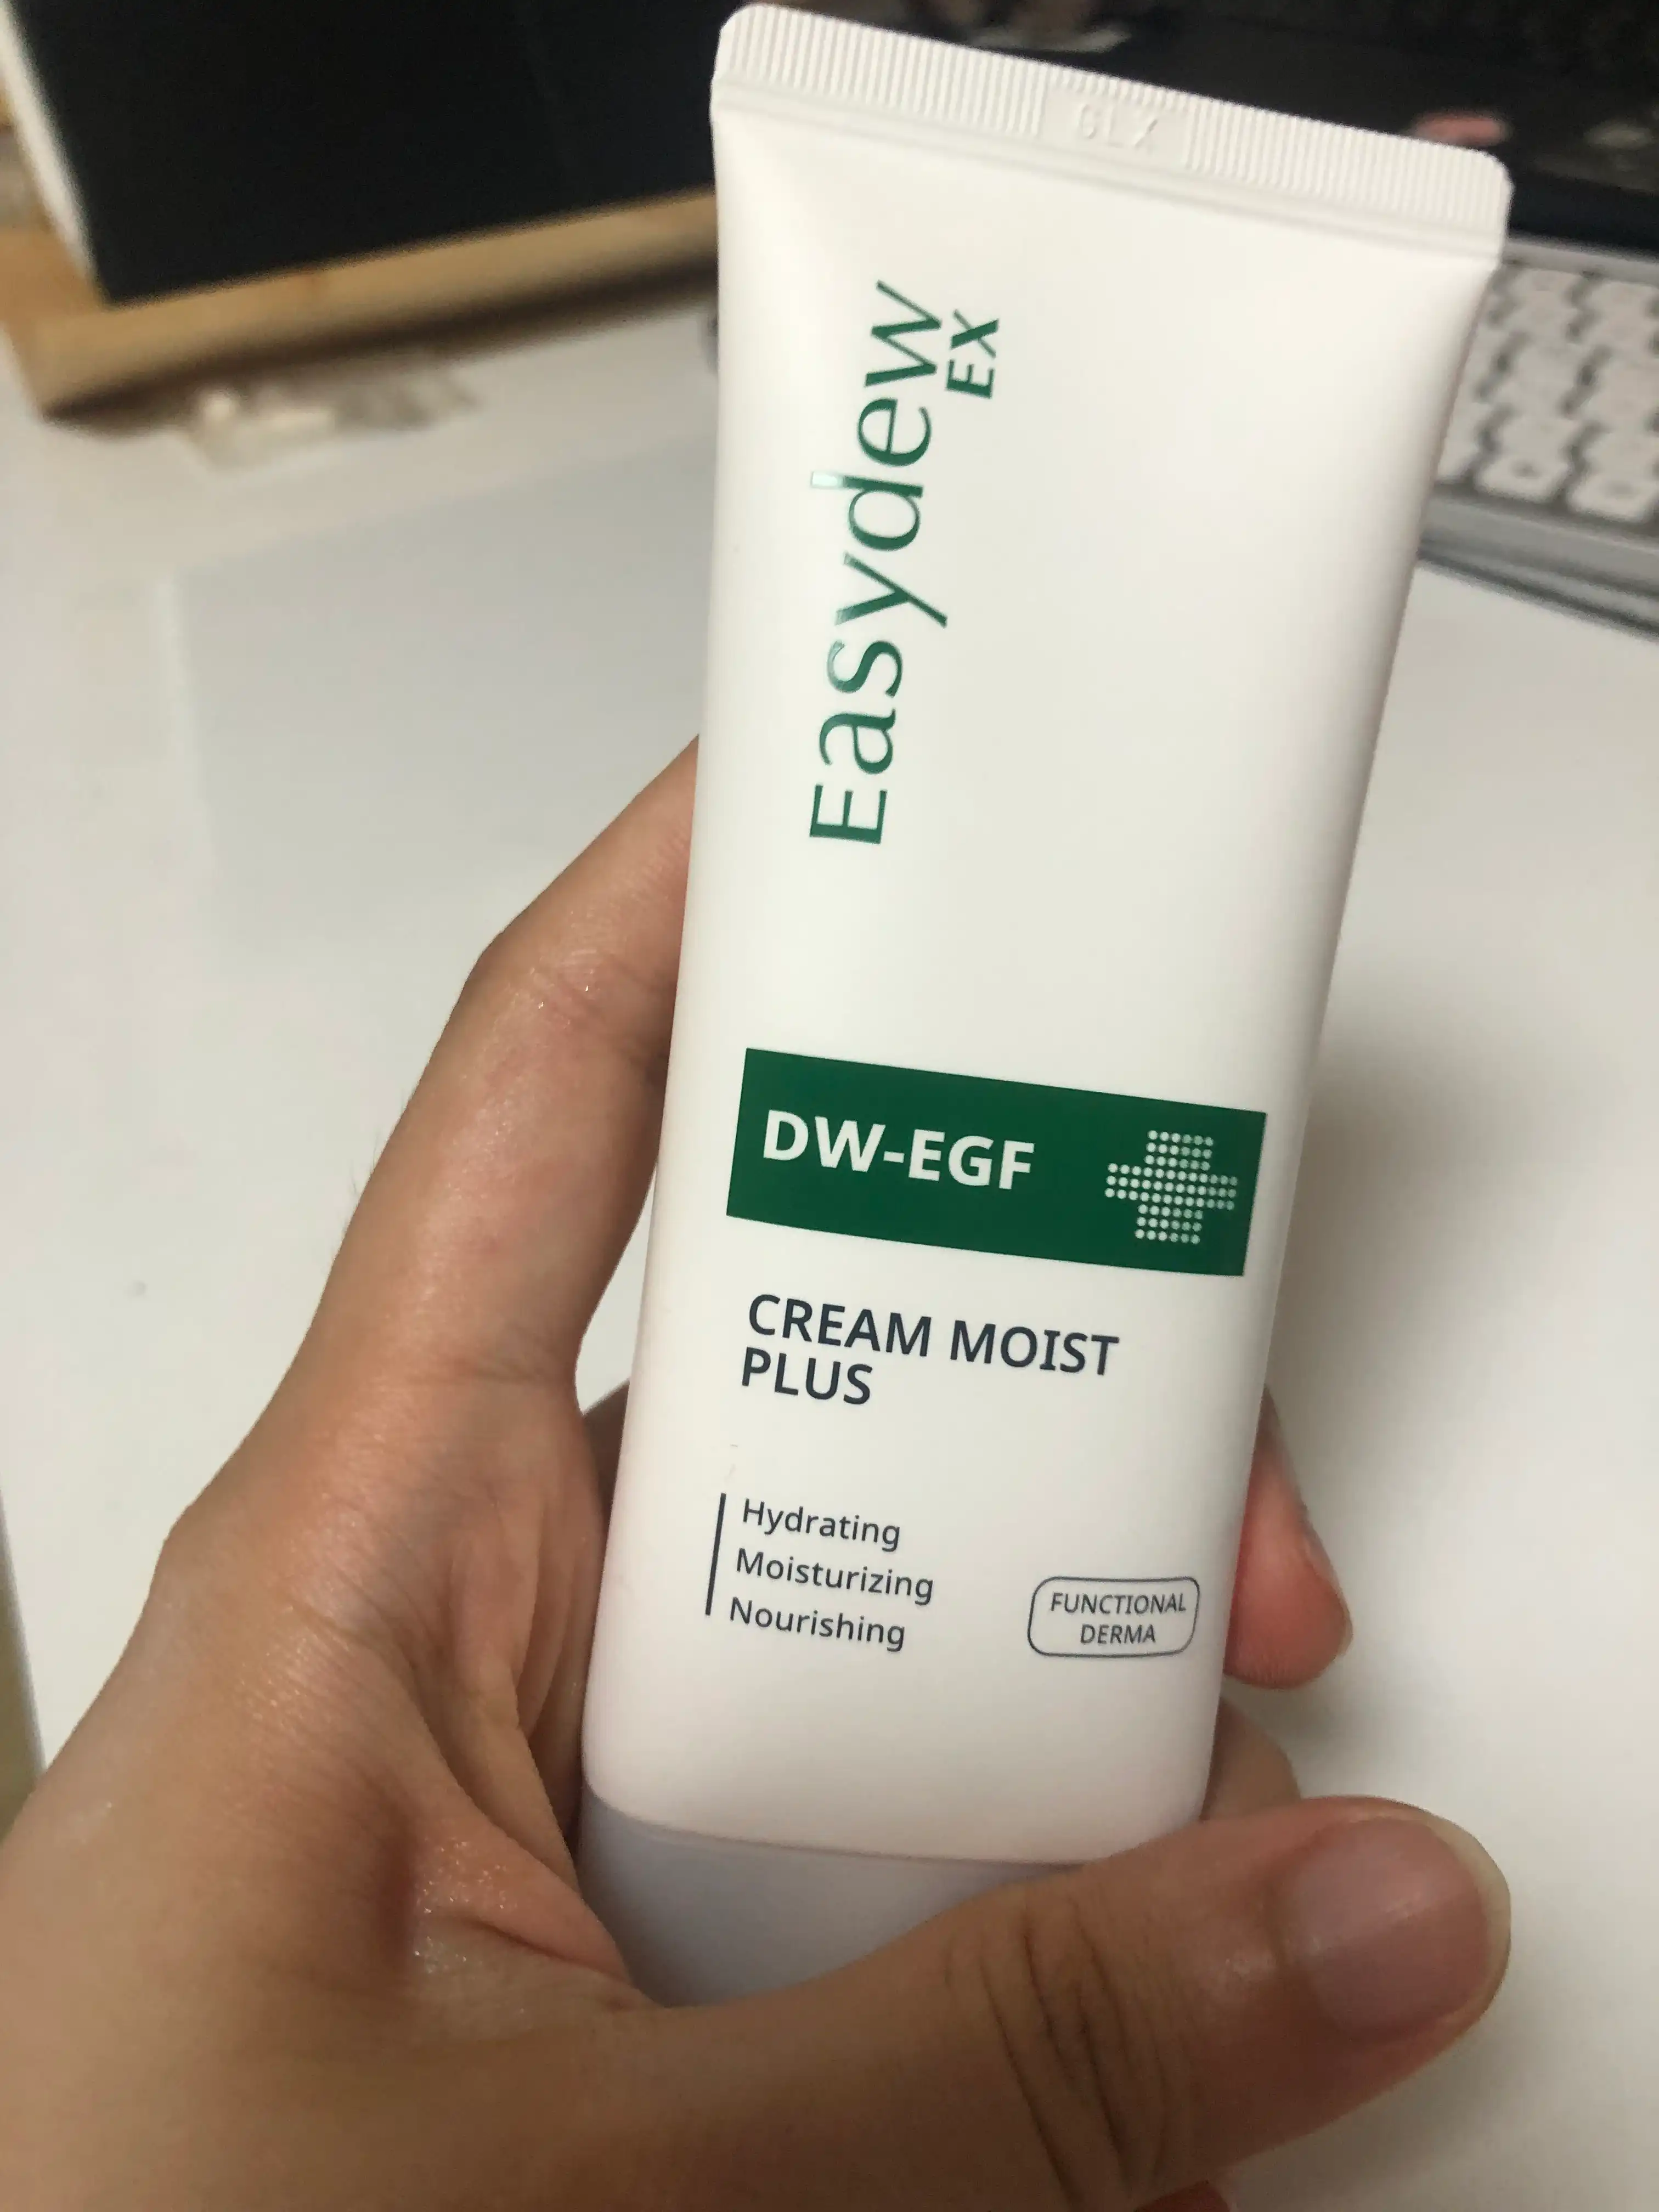 Easydew
EX
DW-EGF
CREAM MOIST
PLUS
Hydrating
Moisturizing
Nourishing
FUNCTIONAL
DERMA